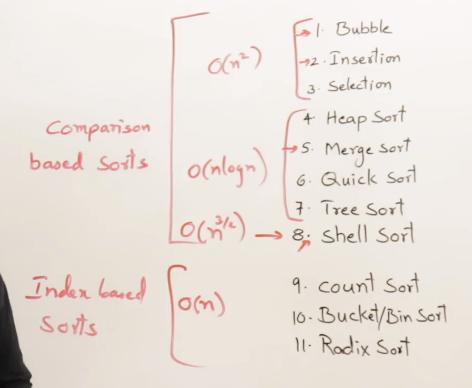 O(n²)
1. Bubble
2. Insertion
3. Selection
Comparison
based Sorts
O(nlogn)
4. Heap Sort
5. Merge Sort
6. Quick Sort
7. Tree Sort
O(n^3/2) → 8. Shell Sort
Index based
Sorts
O(n)
9. Count Sort
10. Bucket/Bin Sort
11. Radix Sort